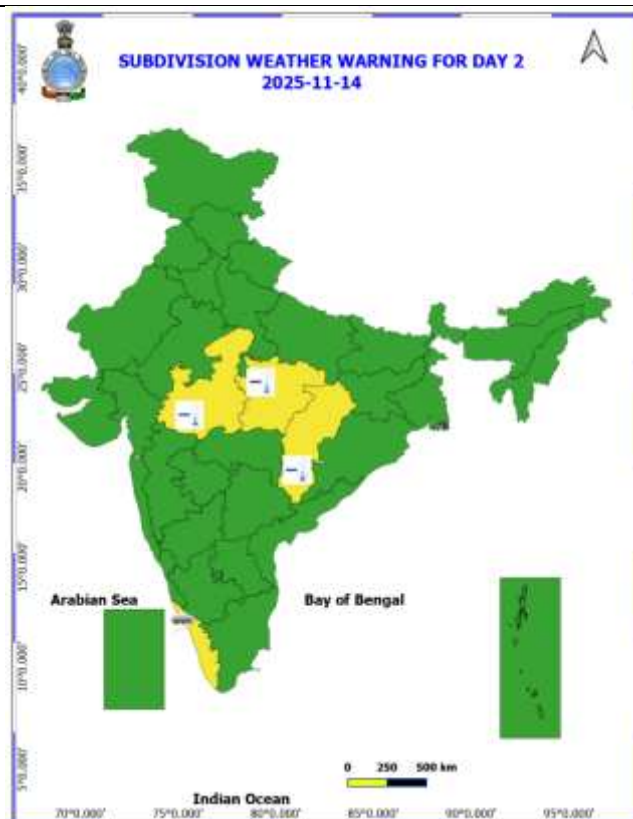 SUBDIVISION WEATHER WARNING FOR DAY 2
2025-11-14
40°0.000'
35°0.000'
30°0.000'
25°0.000'
20°0.000'
15°0.000'
10°0.000'
5°0.000'
Arabian Sea
Bay of Bengal
0 250 500 km
Indian Ocean
70°0.000' 75°0.000' 80°0.000' 85°0.000' 90°0.000' 95°0.000'